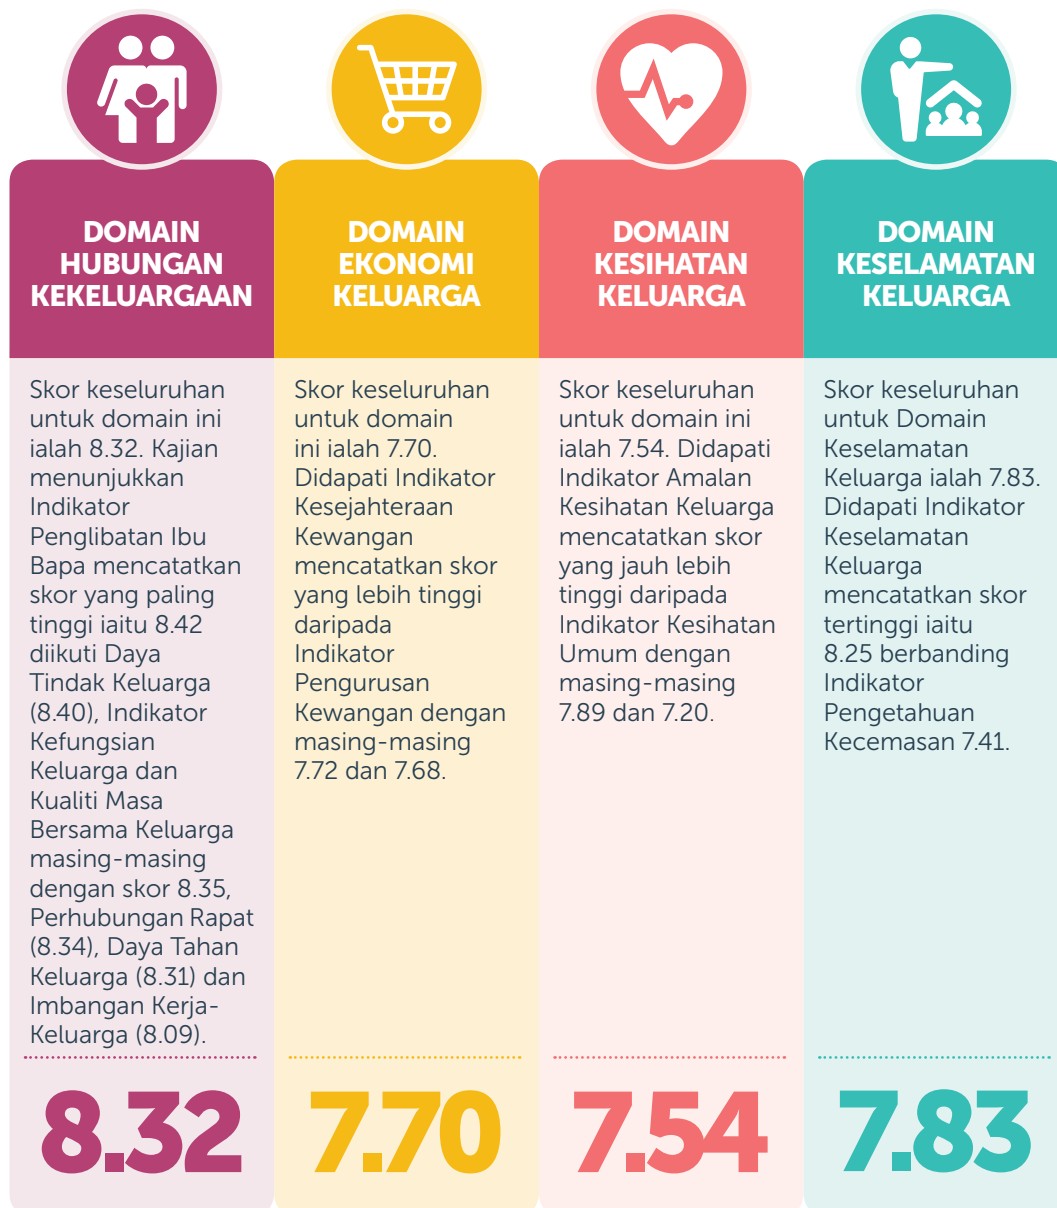 DOMAIN
HUBUNGAN
KEKELUARGAAN
Skor keseluruhan
untuk domain ini
ialah 8.32. Kajian
menunjukkan
Indikator
Penglibatan Ibu
Bapa mencatatkan
skor yang paling
tinggi iaitu 8.42
diikuti Daya
Tindak Keluarga
(8.40), Indikator
Kefungsian
Keluarga dan
Kualiti Masa
Bersama Keluarga
masing-masing
dengan skor 8.35,
Perhubungan Rapat
(8.34), Daya Tahan
Keluarga (8.31) dan
Imbangan Kerja-
Keluarga (8.09).
8.32
DOMAIN
EKONOMI
KELUARGA
Skor keseluruhan
untuk domain
ini ialah 7.70.
Didapati Indikator
Kesejahteraan
Kewangan
mencatatkan skor
yang lebih tinggi
daripada
Indikator
Pengurusan
Kewangan dengan
masing-masing
7.72 dan 7.68.
7.70
DOMAIN
KESIHATAN
KELUARGA
Skor keseluruhan
untuk domain ini
ialah 7.54. Didapati
Indikator Amalan
Kesihatan Keluarga
mencatatkan skor
yang jauh lebih
tinggi daripada
Indikator Kesihatan
Umum dengan
masing-masing
7.89 dan 7.20.
7.54
DOMAIN
KESELAMATAN
KELUARGA
Skor keseluruhan
untuk Domain
Keselamatan
Keluarga ialah 7.83.
Didapati Indikator
Keselamatan
Keluarga
mencatatkan skor
tertinggi iaitu
8.25 berbanding
Indikator
Pengetahuan
Kecemasan 7.41.
7.83